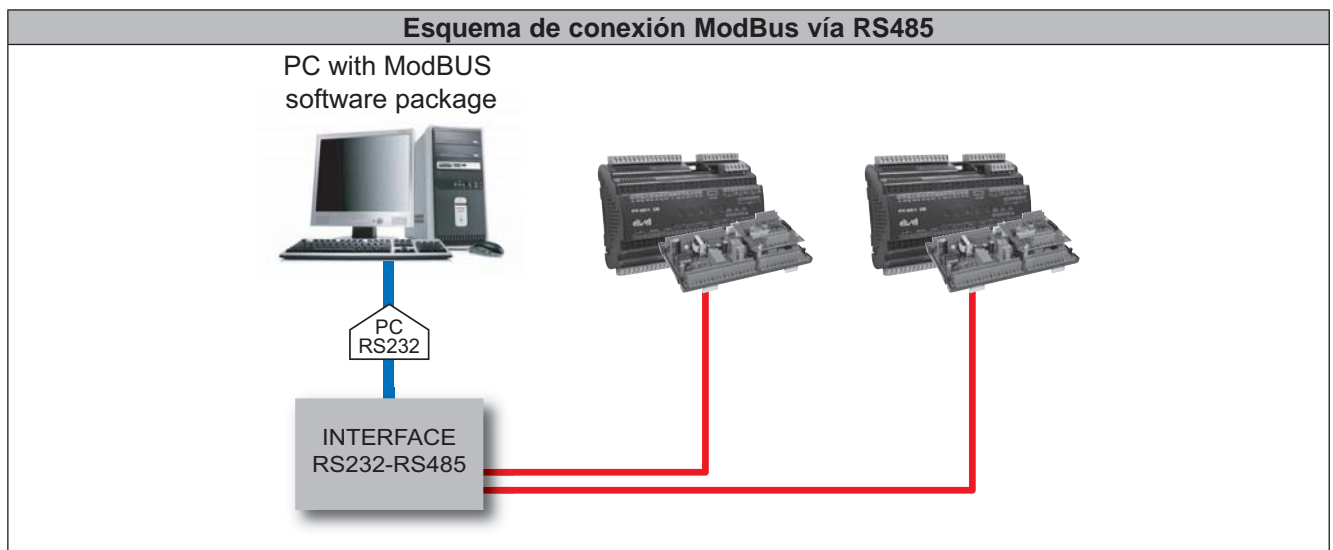 Esquema de conexión ModBus vía RS485
PC with ModBUS
software package
PC
RS232
INTERFACE
RS232-RS485